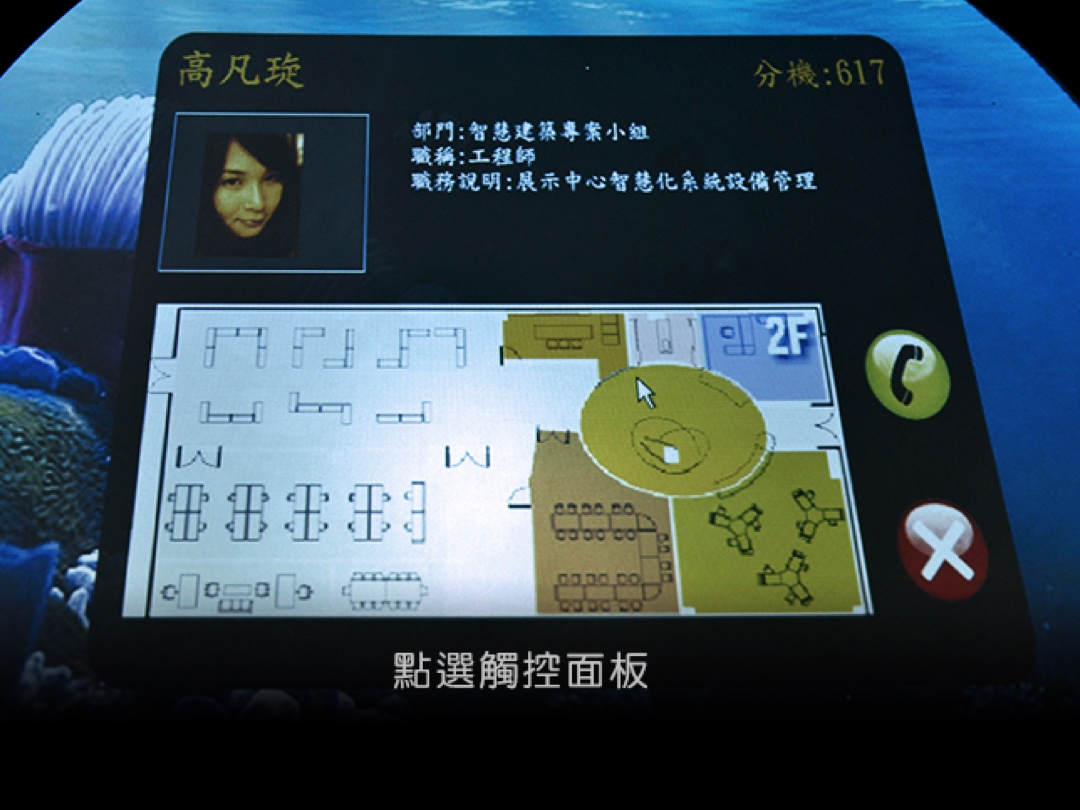 高凡琁
分機:617
部門:智慧建築專案小組
職稱:工程師
職務說明:展示中心智慧化系統設備管理
2F
點選觸控面板